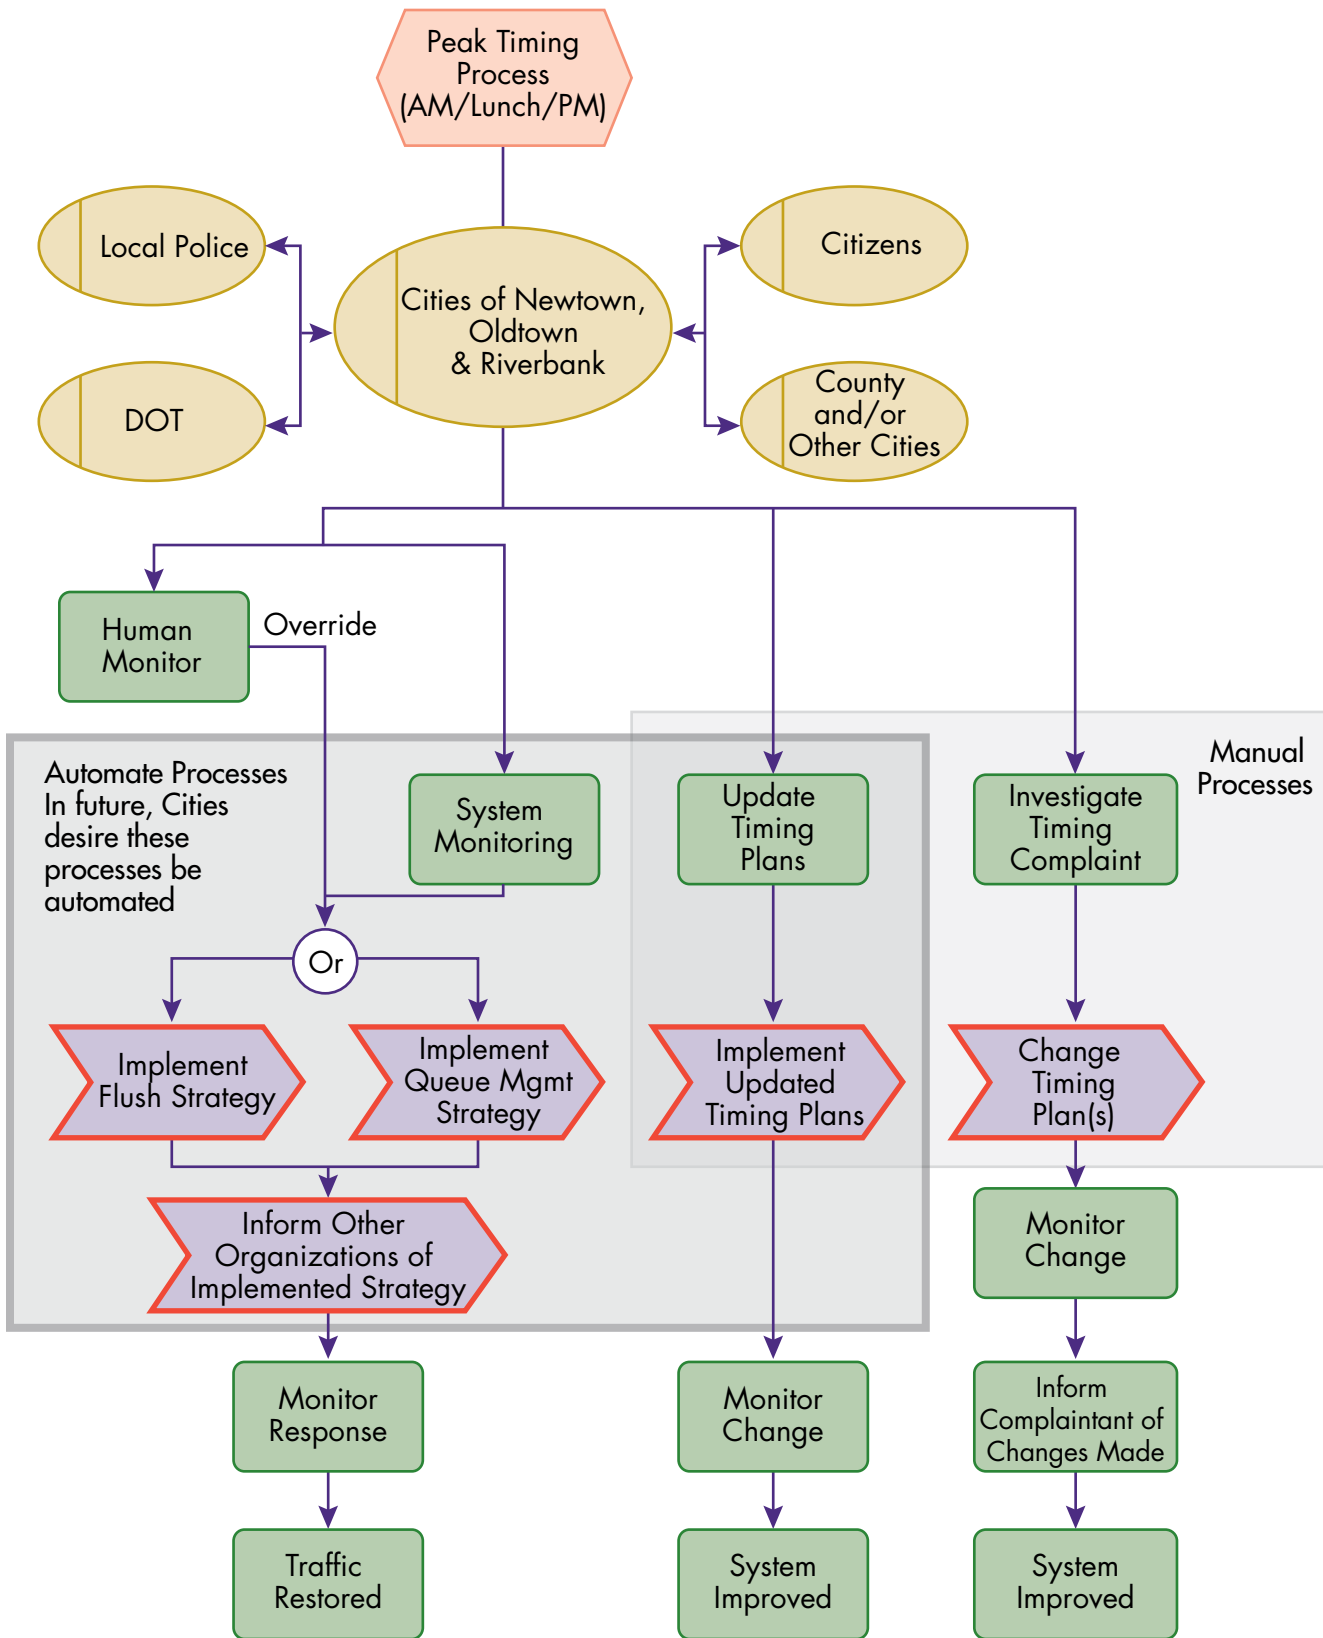 Peak Timing
Process
(AM/Lunch/PM)
Local Police
Citizens
Cities of Newtown,
Oldtown
& Riverbank
DOT
County
and/or
Other Cities
Human
Monitor
Override
Manual
Processes
Automate Processes
In future, Cities
desire these
processes be
automated
System
Monitoring
Update
Timing
Plans
Investigate
Timing
Complaint
Or
Implement
Flush Strategy
Implement
Queue Mgmt
Strategy
Implement
Updated
Timing Plans
Change
Timing
Plan(s)
Inform Other
Organizations of
Implemented Strategy
Monitor
Change
Monitor
Response
Monitor
Change
Inform
Complaintant of
Changes Made
Traffic
Restored
System
Improved
System
Improved